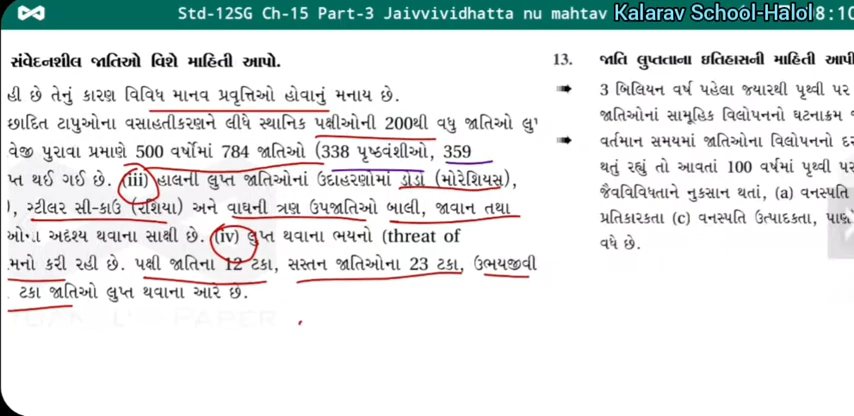 Std-12SG Ch-15 Part-3 Jaivvividhatta nu mahtav
Kalarav School-Halol
8:10
સંવેદનશીલ જાતિઓ વિશે માહિતી આપો.
હી છે તેનું કારણ વિવિધ માનવ પ્રવૃત્તિઓ હોવાનું મનાય છે.
છાદિત ટાપુઓના વસાહતીકરણને લીધે સ્થાનિક પક્ષીઓની 200થી વધુ જાતિઓ લુ
વેજી પુરાવા પ્રમાણે 500 વર્ષોમાં 784 જાતિઓ (338 પૃષ્ઠવંશીઓ, 359
પ્ત થઈ ગઈ છે. (iii) હાલની લુપ્ત જાતિઓનાં ઉદાહરણોમાં ડોડો (મોરેશિયસ),
), સ્ટીલર સી-કાઉ (રશિયા) અને વાઘની ત્રણ ઉપજાતિઓ બાલી, જાવાન તથા
ઓના અદૃશ્ય થવાના સાક્ષી છે. (iv) લુપ્ત થવાના ભયનો (threat of
મનો કરી રહી છે. પક્ષી જાતિના 12 ટકા, સસ્તન જાતિઓના 23 ટકા, ઉભયજીવી
ટકા જાતિઓ લુપ્ત થવાના આરે છે.
13. જાતિ લુપ્તતાના ઇતિહાસની માહિતી આપી
3 બિલિયન વર્ષ પહેલા જ્યારથી પૃથ્વી પર
જાતિઓનાં સામૂહિક વિલોપનનો ઘટનાક્રમ
વર્તમાન સમયમાં જાતિઓના વિલોપનનો દર
થતું રહ્યું તો આવતાં 100 વર્ષમાં પૃથ્વી પર
જૈવવિવિધતાને નુકસાન થતાં, (a) વનસ્પતિ
પ્રતિકારકતા (c) વનસ્પતિ ઉત્પાદકતા, પાણ
વધે છે.